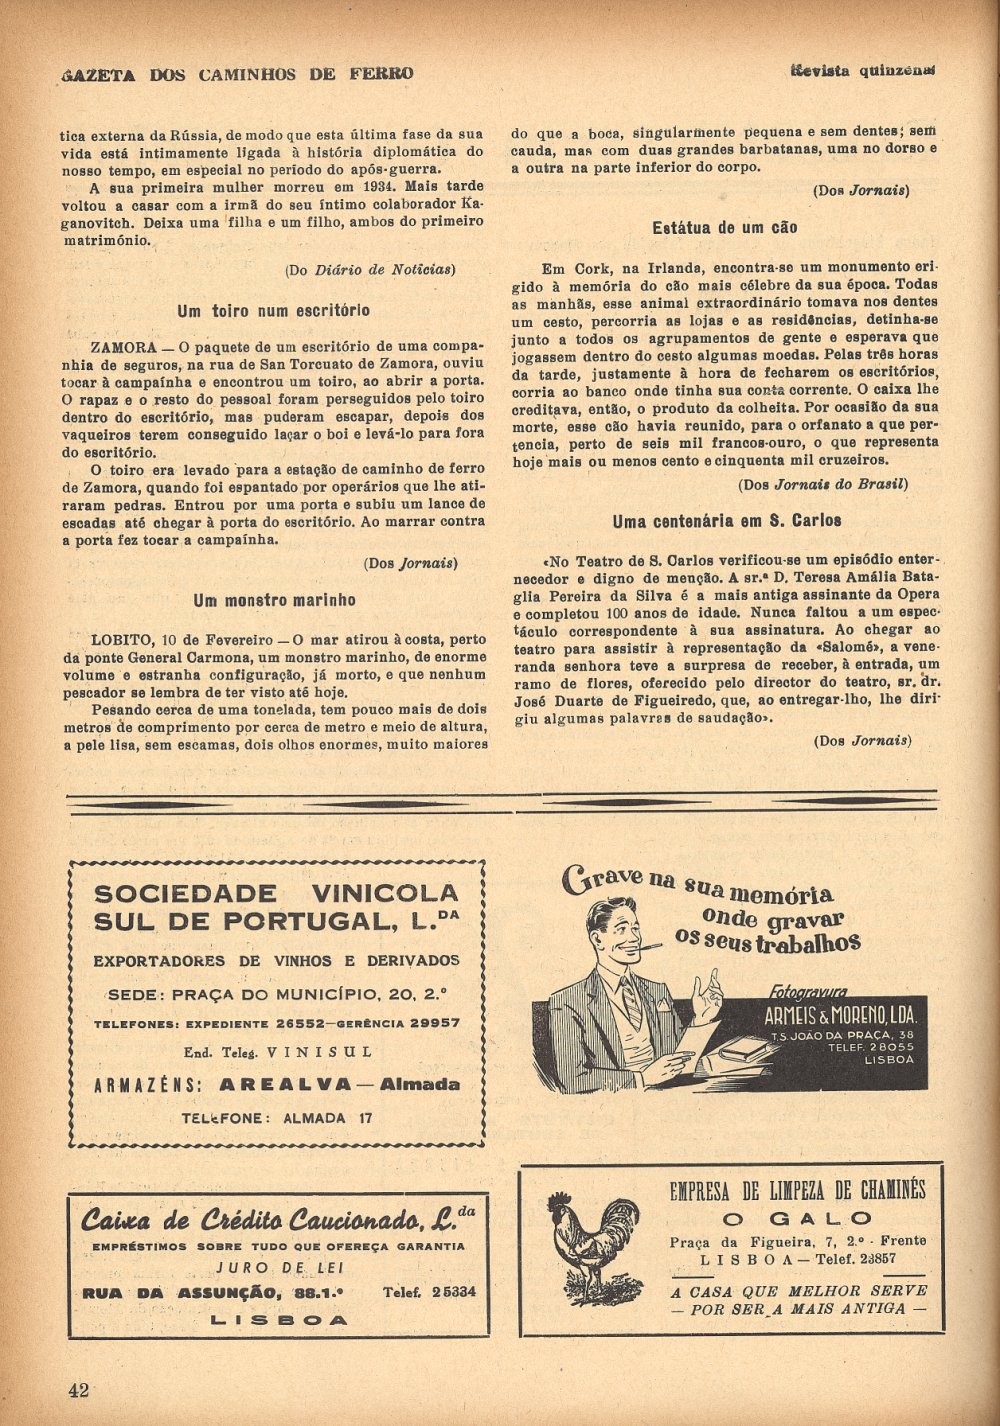 GAZETA DOS CAMINHOS DE FERRO
Revista quinzenal
tica externa da Rússia, de modo que esta última fase da sua
vida está intimamente ligada à história diplomática do
nosso tempo, em especial no período do após-guerra.
A sua primeira mulher morreu em 1934. Mais tarde
voltou a casar com a irmã do seu íntimo colaborador Ka-
ganovitch. Deixa uma filha e um filho, ambos do primeiro
matrimónio.
(Do Diário de Notícias)
Um toiro num escritório
ZAMORA — O paquete de um escritório de uma compa-
nhia de seguros, na rua de San Torcuato de Zamora, ouviu
tocar à campaínha e encontrou um toiro, ao abrir a porta.
O rapaz e o resto do pessoal foram perseguidos pelo toiro
dentro do escritório, mas puderam escapar, depois dos
vaqueiros terem conseguido laçar o boi e levá-lo para fora
do escritório.
O toiro era levado para a estação de caminho de ferro
de Zamora, quando foi espantado por operários que lhe ati-
raram pedras. Entrou por uma porta e subiu um lance de
escadas até chegar à porta do escritório. Ao marrar contra
a porta fez tocar a campaínha.
(Dos Jornais)
Um monstro marinho
LOBITO, 10 de Fevereiro — O mar atirou à costa, perto
da ponte General Carmona, um monstro marinho, de enorme
volume e estranha configuração, já morto, e que nenhum
pescador se lembra de ter visto até hoje.
Pesando cerca de uma tonelada, tem pouco mais de dois
metros de comprimento por cerca de metro e meio de altura,
a pele lisa, sem escamas, dois olhos enormes, muito maiores
do que a boca, singularmente pequena e sem dentes; sem
cauda, mas com duas grandes barbatanas, uma no dorso e
a outra na parte inferior do corpo.
(Dos Jornais)
Estátua de um cão
Em Cork, na Irlanda, encontra-se um monumento eri-
gido à memória do cão mais célebre da sua época. Todas
as manhãs, esse animal extraordinário tomava nos dentes
um cesto, percorria as lojas e as residências, detinha-se
junto a todos os agrupamentos de gente e esperava que
jogassem dentro do cesto algumas moedas. Pelas três horas
da tarde, justamente à hora de fecharem os escritórios,
corria ao banco onde tinha sua conta corrente. O caixa lhe
creditava, então, o produto da colheita. Por ocasião da sua
morte, esse cão havia reunido, para o orfanato a que per-
tencia, perto de seis mil francos-ouro, o que representa
hoje mais ou menos cento e cinquenta mil cruzeiros.
(Dos Jornais do Brasil)
Uma centenária em S. Carlos
«No Teatro de S. Carlos verificou-se um episódio enter-
necedor e digno de menção. A sr.ª D. Teresa Amália Bata-
glia Pereira da Silva é a mais antiga assinante da Opera
e completou 100 anos de idade. Nunca faltou a um espec-
táculo correspondente à sua assinatura. Ao chegar ao
teatro para assistir à representação da «Salomé», a vene-
randa senhora teve a surpresa de receber, à entrada, um
ramo de flores, oferecido pelo director do teatro, sr. dr.
José Duarte de Figueiredo, que, ao entregar-lho, lhe diri-
giu algumas palavras de saudação».
(Dos Jornais)
SOCIEDADE VINICOLA
SUL DE PORTUGAL, L.DA
EXPORTADORES DE VINHOS E DERIVADOS
SEDE: PRAÇA DO MUNICÍPIO, 20, 2.º
TELEFONES: EXPEDIENTE 26552—GERÊNCIA 29957
End. Teleg. VINISUL
ARMAZÉNS: AREALVA — Almada
TELEFONE: ALMADA 17
Grave na sua memória
onde gravar
os seus trabalhos
Fotogravura
ARMEIS & MORENO, LDA.
T.S. JOÃO DA PRAÇA, 38
TELEF. 28055
LISBOA
Caixa de Crédito Caucionado, L.da
EMPRÉSTIMOS SOBRE TUDO QUE OFEREÇA GARANTIA
JURO DE LEI
RUA DA ASSUNÇÃO, 88.1.º Telef. 25334
LISBOA
EMPRESA DE LIMPEZA DE CHAMINÉS
O GALO
Praça da Figueira, 7, 2.º - Frente
LISBOA — Telef. 23857
A CASA QUE MELHOR SERVE
— POR SER A MAIS ANTIGA —
42